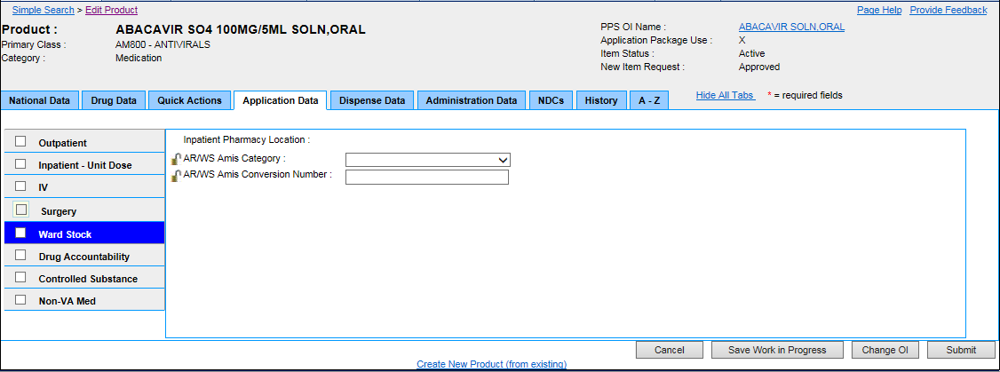 Simple Search > Edit Product
Page Help Provide Feedback
Product : ABACAVIR SO4 100MG/5ML SOLN,ORAL
Primary Class : AM800 - ANTIVIRALS
Category : Medication
PPS OI Name : ABACAVIR SOLN,ORAL
Application Package Use : X
Item Status : Active
New Item Request : Approved
National Data Drug Data Quick Actions Application Data Dispense Data Administration Data NDCs History A - Z Hide All Tabs * = required fields
Outpatient
Inpatient - Unit Dose
IV
Surgery
Ward Stock
Drug Accountability
Controlled Substance
Non-VA Med
Inpatient Pharmacy Location :
AR/WS Amis Category :
AR/WS Amis Conversion Number :
Cancel Save Work in Progress Change OI Submit
Create New Product (from existing)